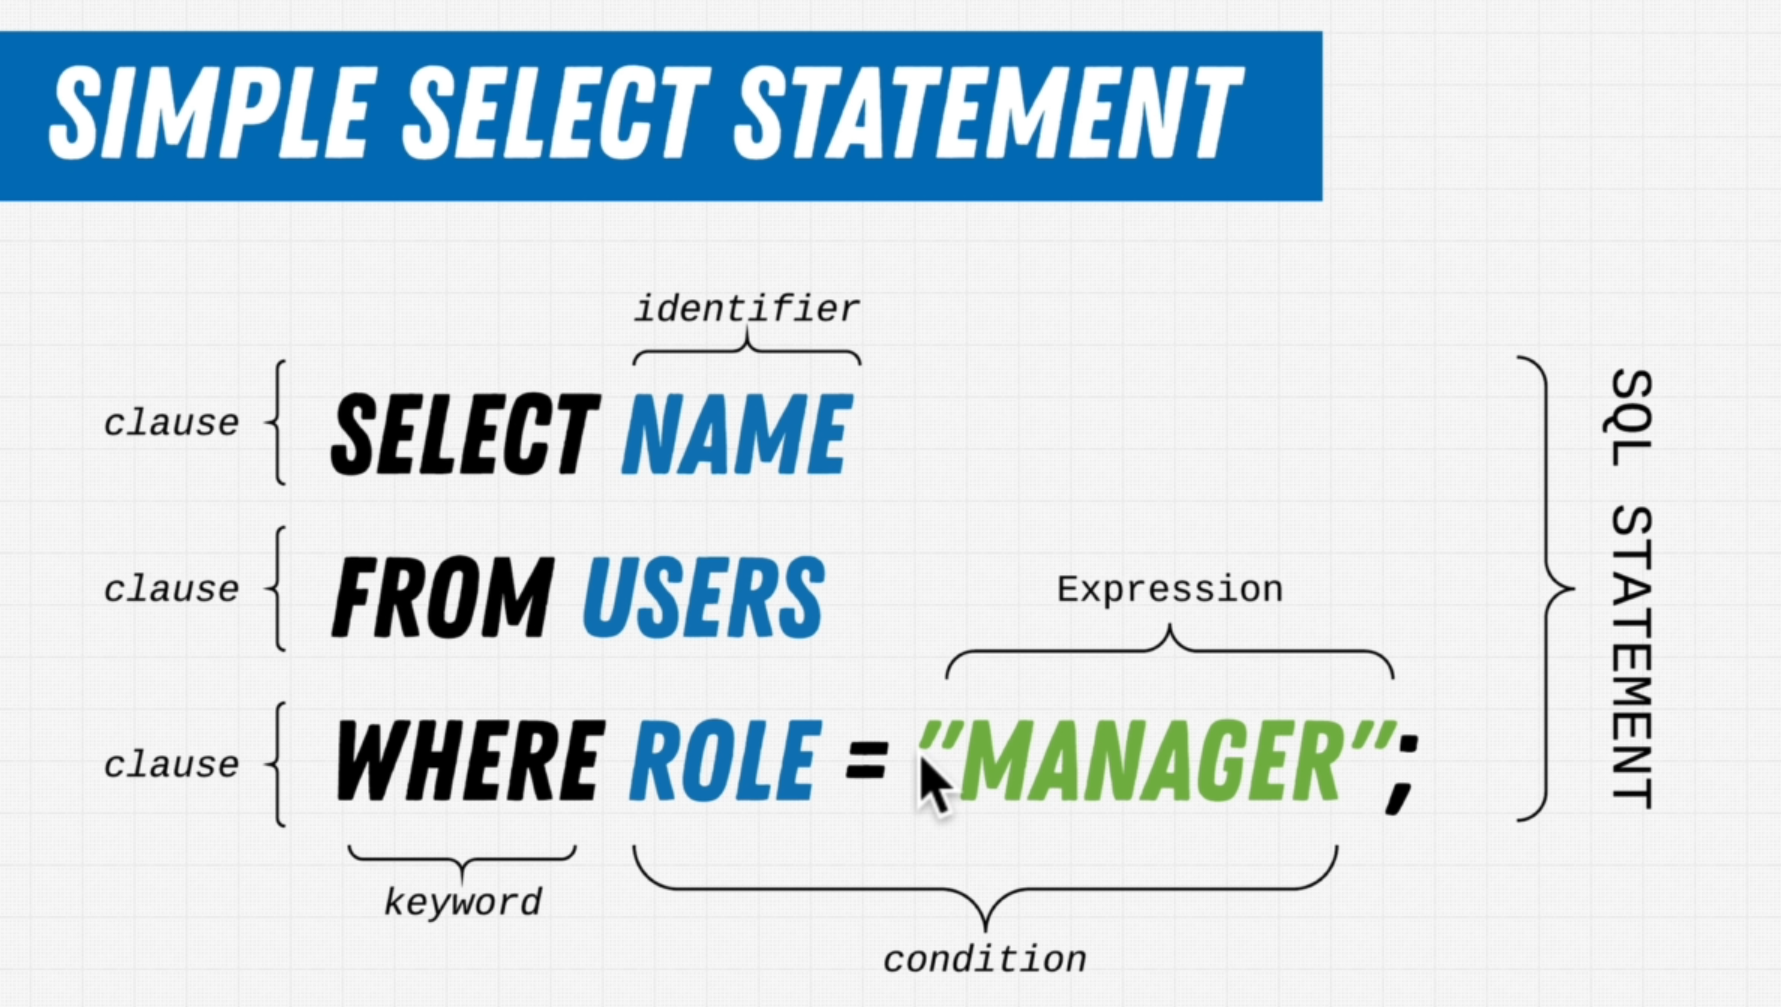 SIMPLE SELECT STATEMENT
identifier
clause SELECT NAME
clause FROM USERS
Expression
clause WHERE ROLE = "MANAGER";
keyword
condition
SQL STATEMENT